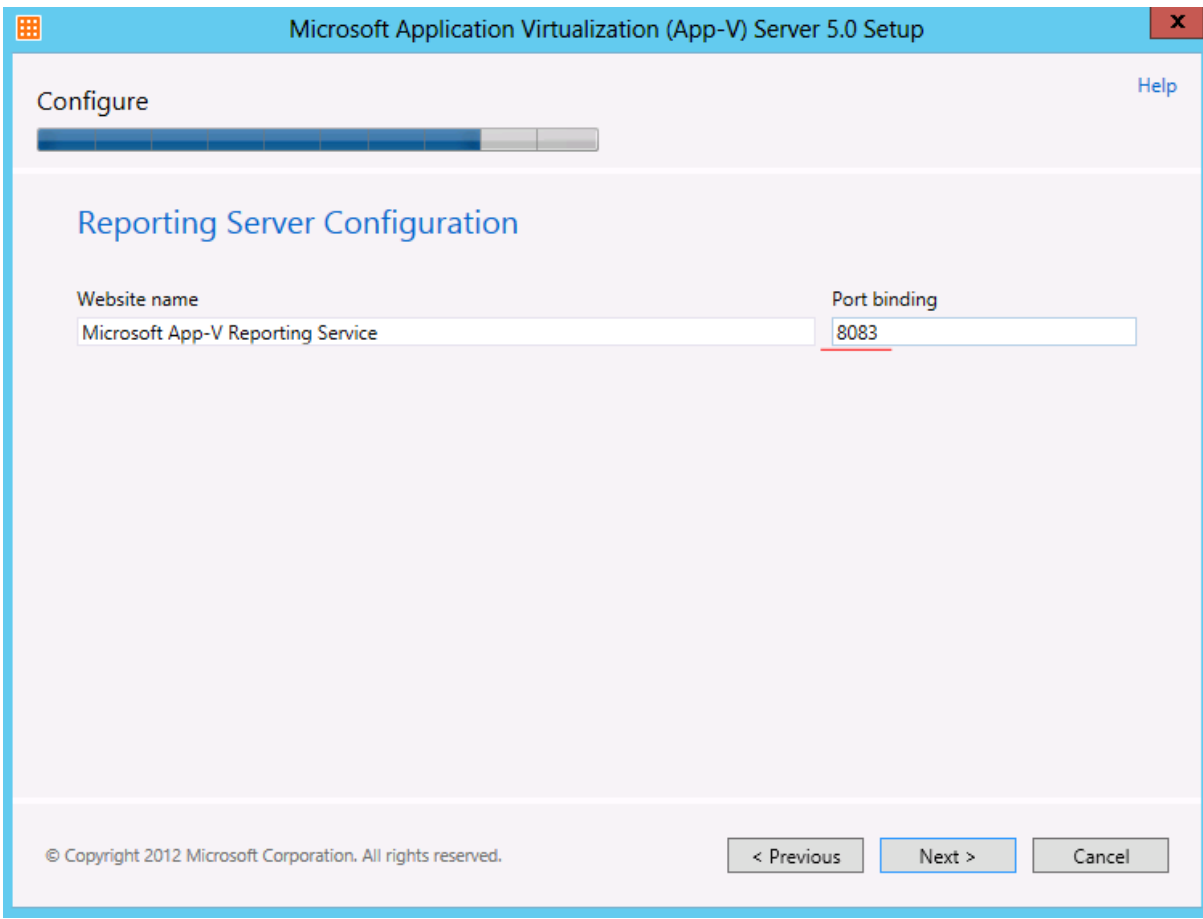 Microsoft Application Virtualization (App-V) Server 5.0 Setup
x
Help
Configure
Reporting Server Configuration
Website name Port binding
Microsoft App-V Reporting Service 8083
© Copyright 2012 Microsoft Corporation. All rights reserved. < Previous Next > Cancel